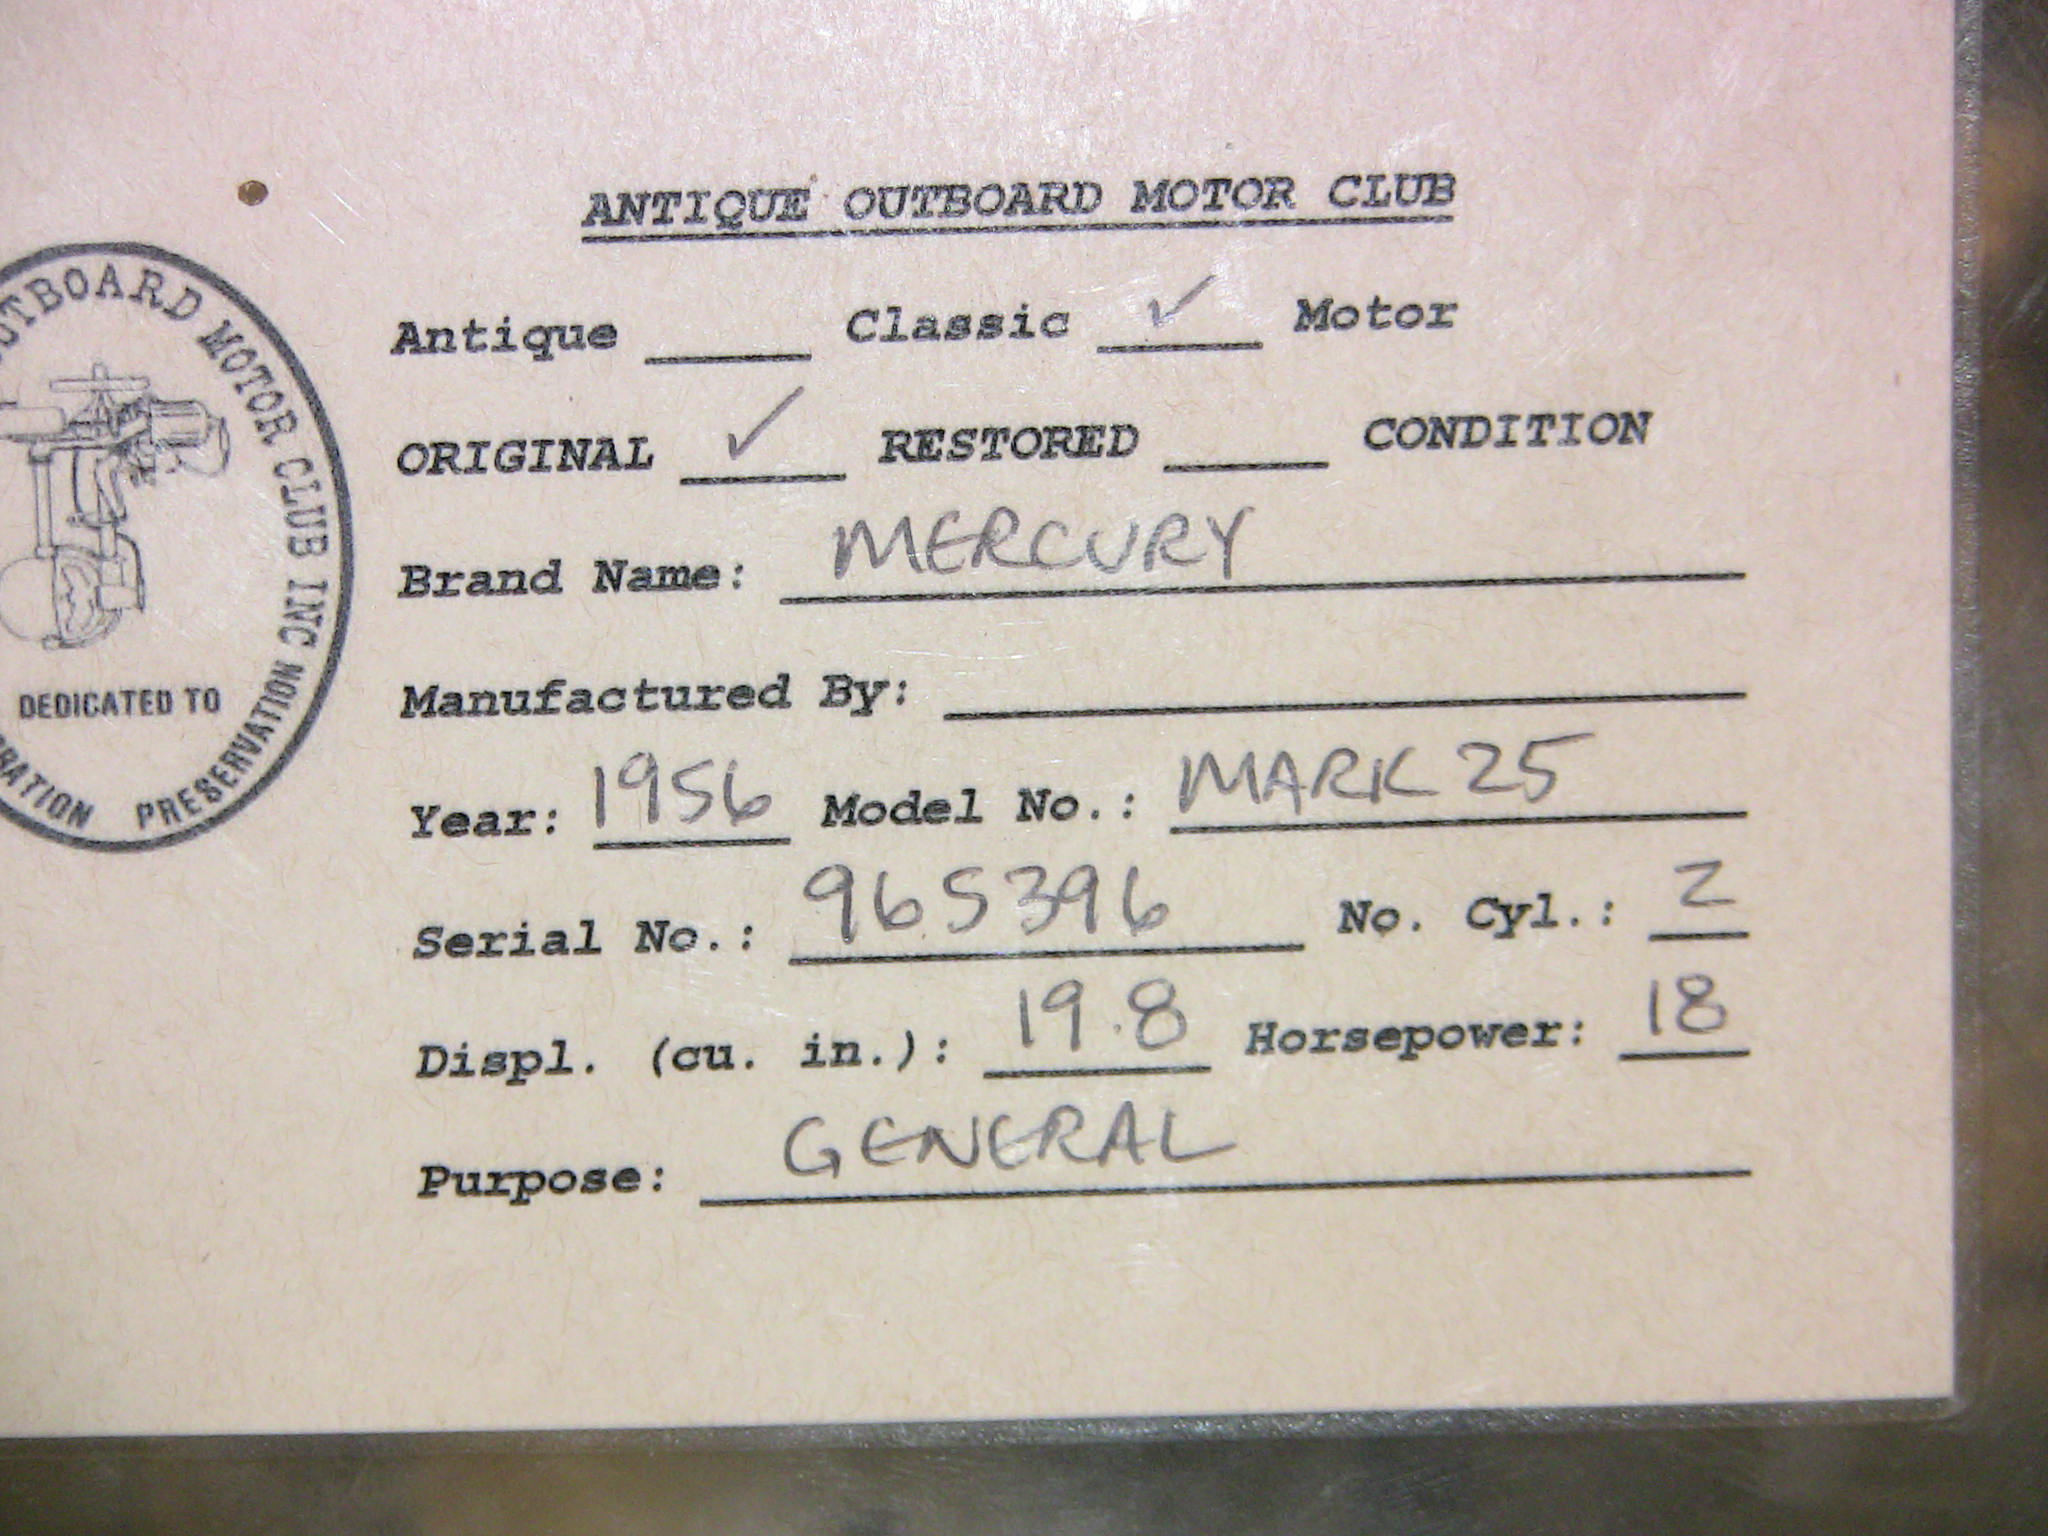 ANTIQUE OUTBOARD MOTOR CLUB
Antique ____ Classic ✓ Motor
ORIGINAL ✓ RESTORED ____ CONDITION
Brand Name: MERCURY
Manufactured By: ____
Year: 1956 Model No.: MARK 25
Serial No.: 965396 No. Cyl.: 2
Displ. (cu. in.): 19.8 Horsepower: 18
Purpose: GENERAL
OUTBOARD MOTOR CLUB INC
DEDICATED TO
PRESERVATION